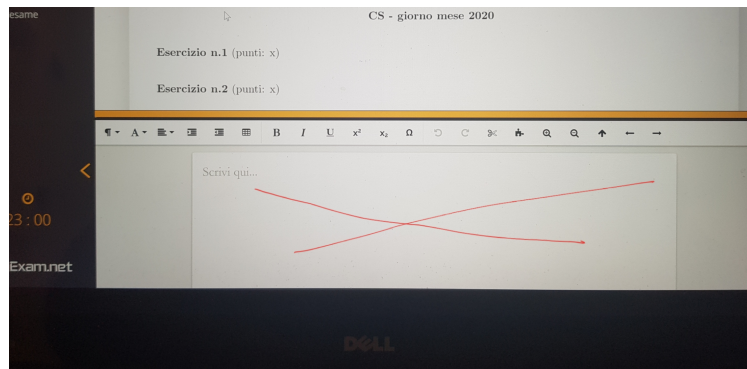 esame
CS - giorno mese 2020
Esercizio n.1 (punti: x)
Esercizio n.2 (punti: x)
¶ A B I U x² x₂ Ω
Scrivi qui...
23 : 00
Exam.net
DELL